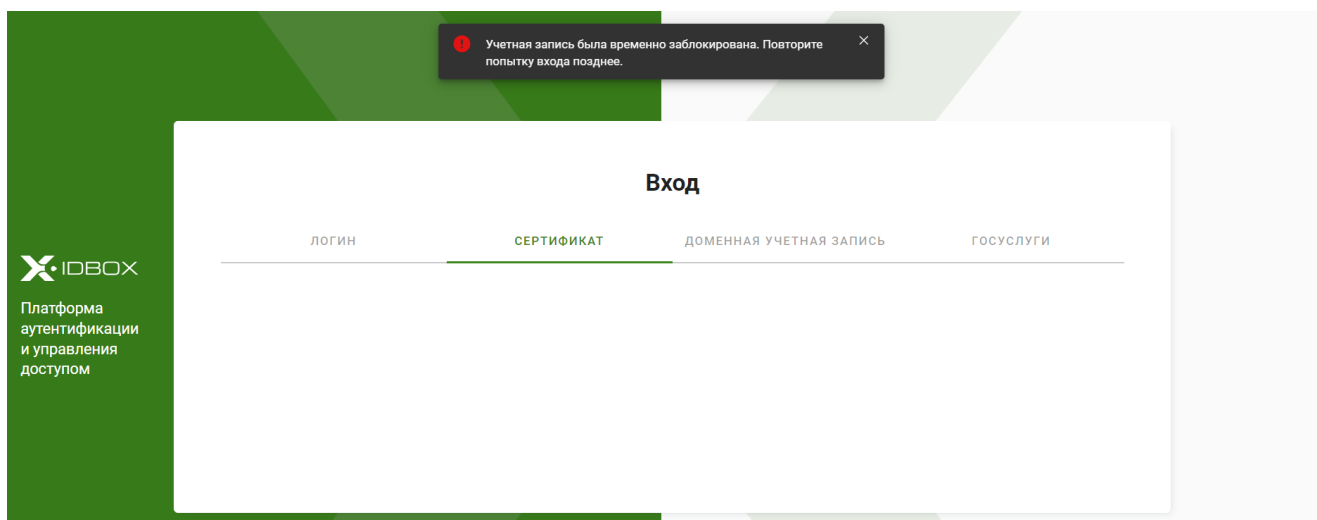 Учетная запись была временно заблокирована. Повторите
попытку входа позднее.
Вход
ЛОГИН
СЕРТИФИКАТ
ДОМЕННАЯ УЧЕТНАЯ ЗАПИСЬ
ГОСУСЛУГИ
IDBOX
Платформа
аутентификации
и управления
доступом